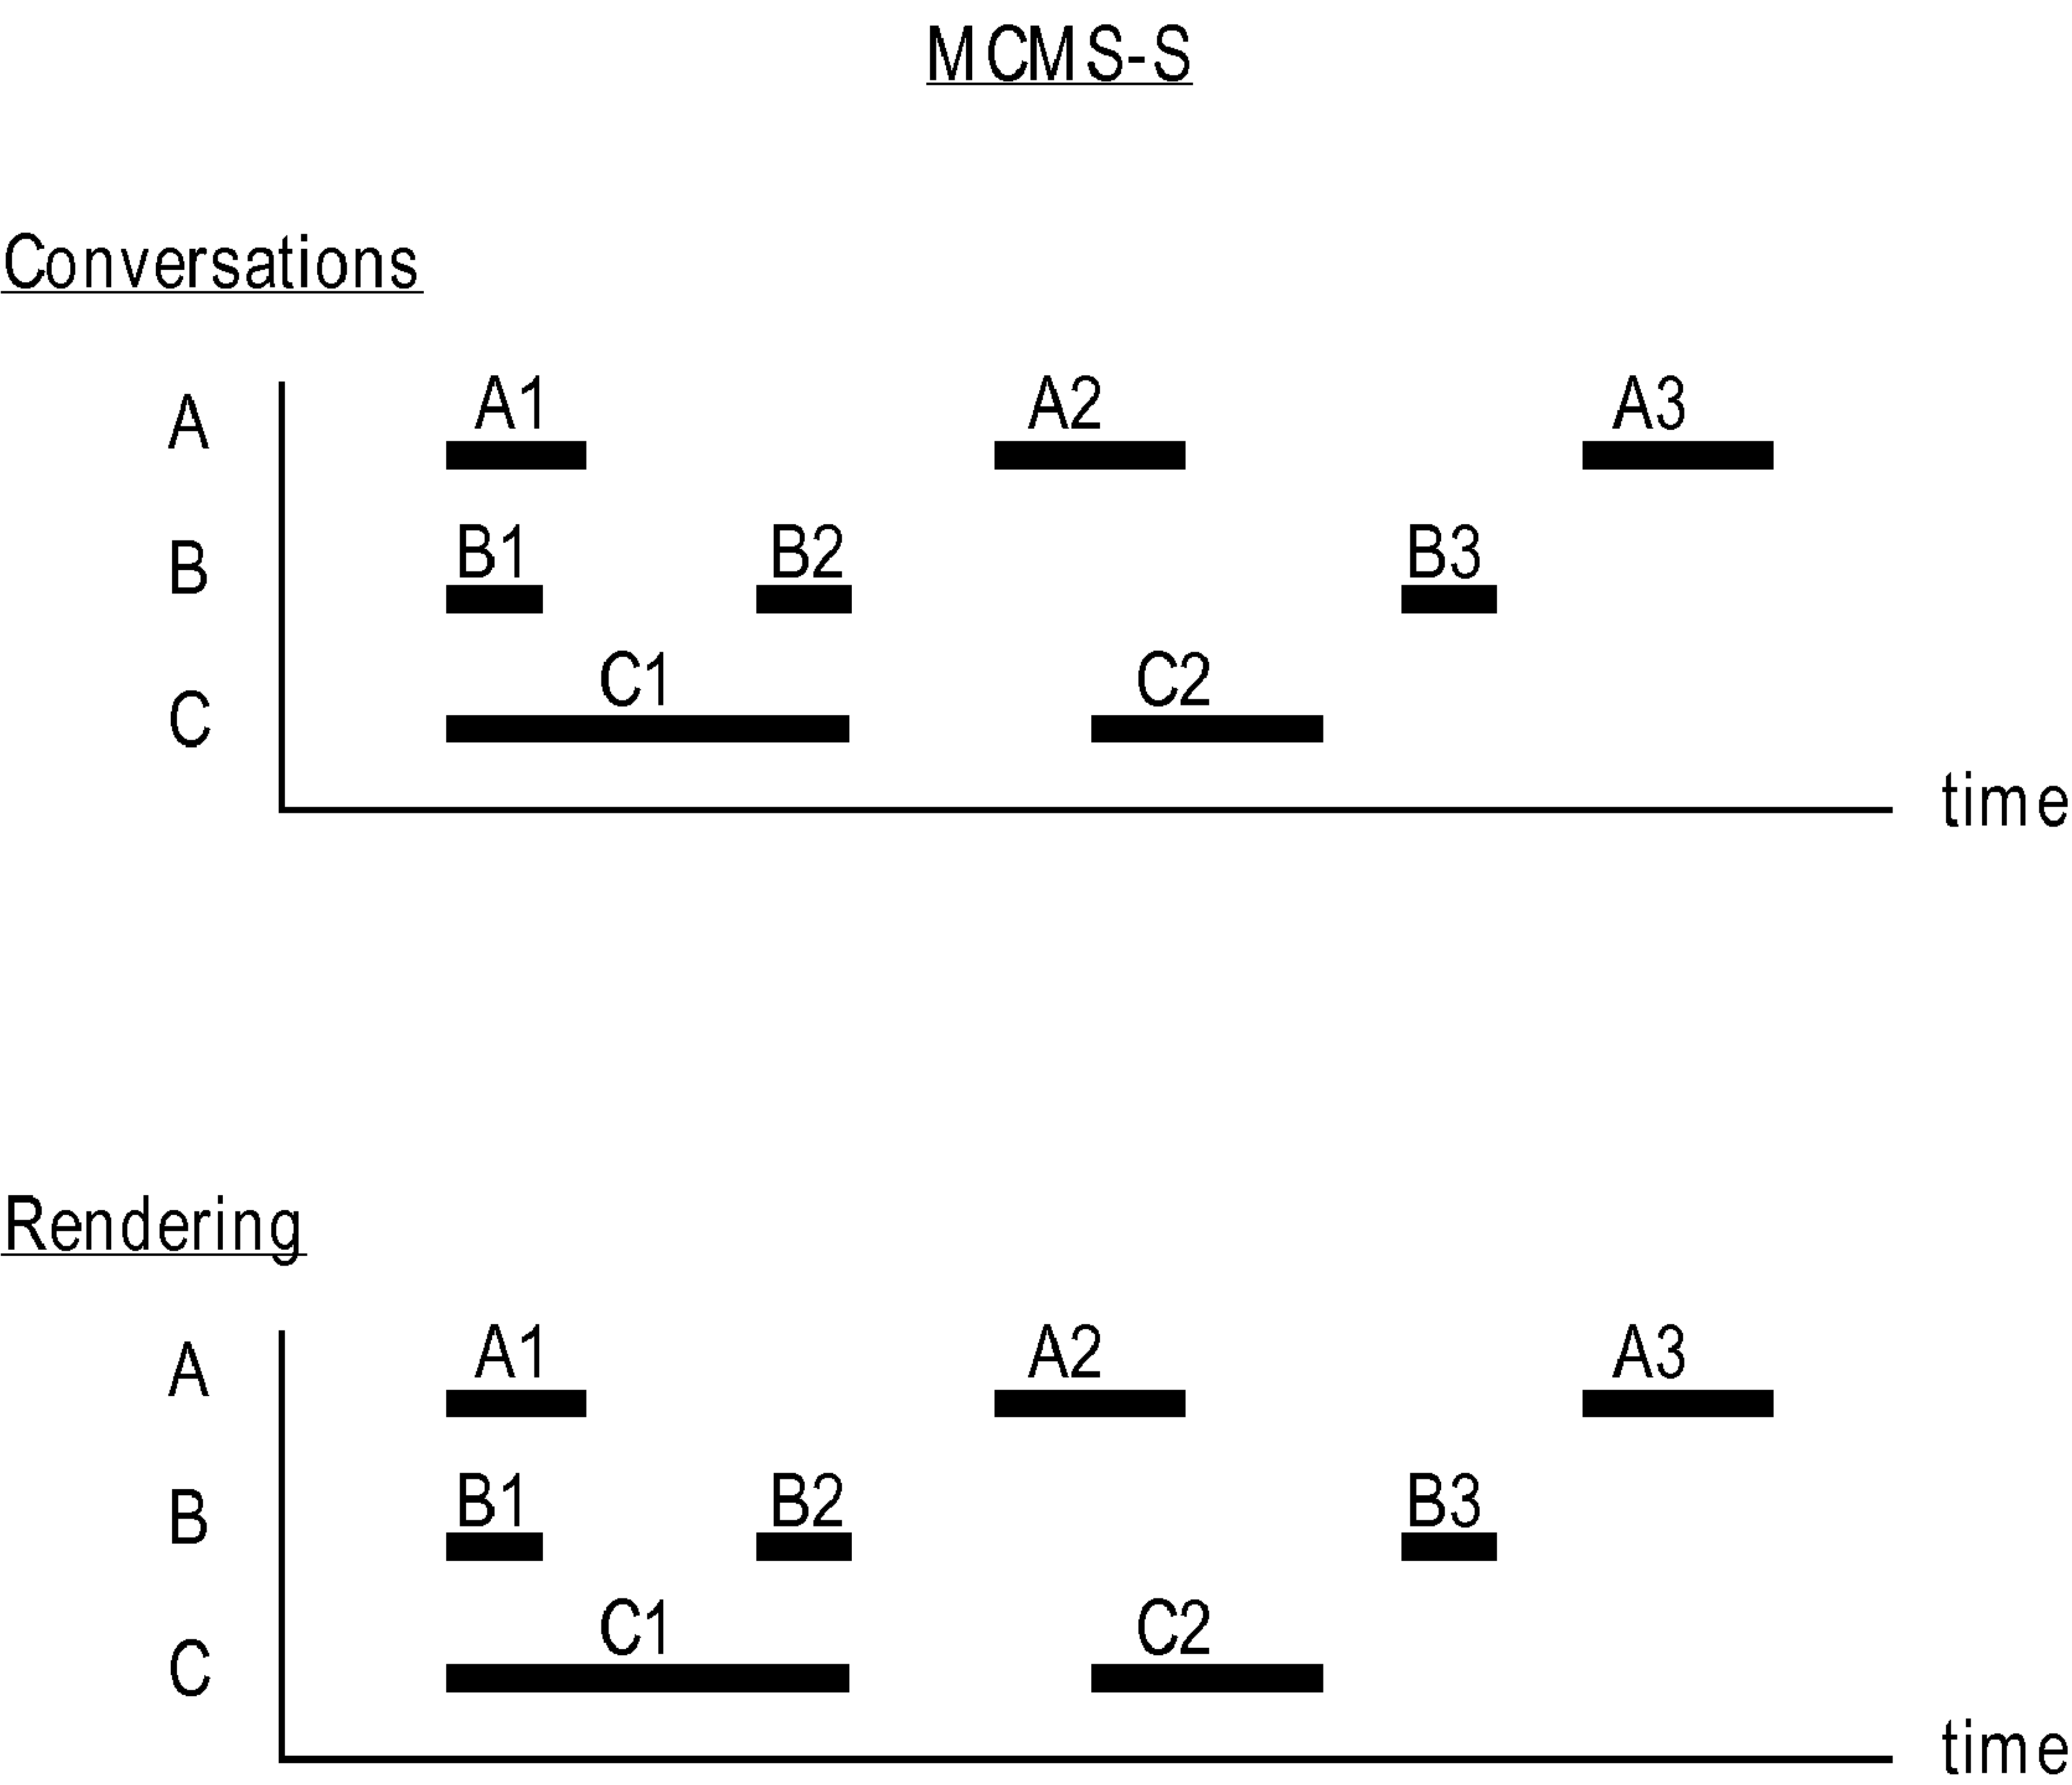 MCMS-S
Conversations
A A1 A2 A3
B B1 B2 B3
C C1 C2
time
Rendering
A A1 A2 A3
B B1 B2 B3
C C1 C2
time